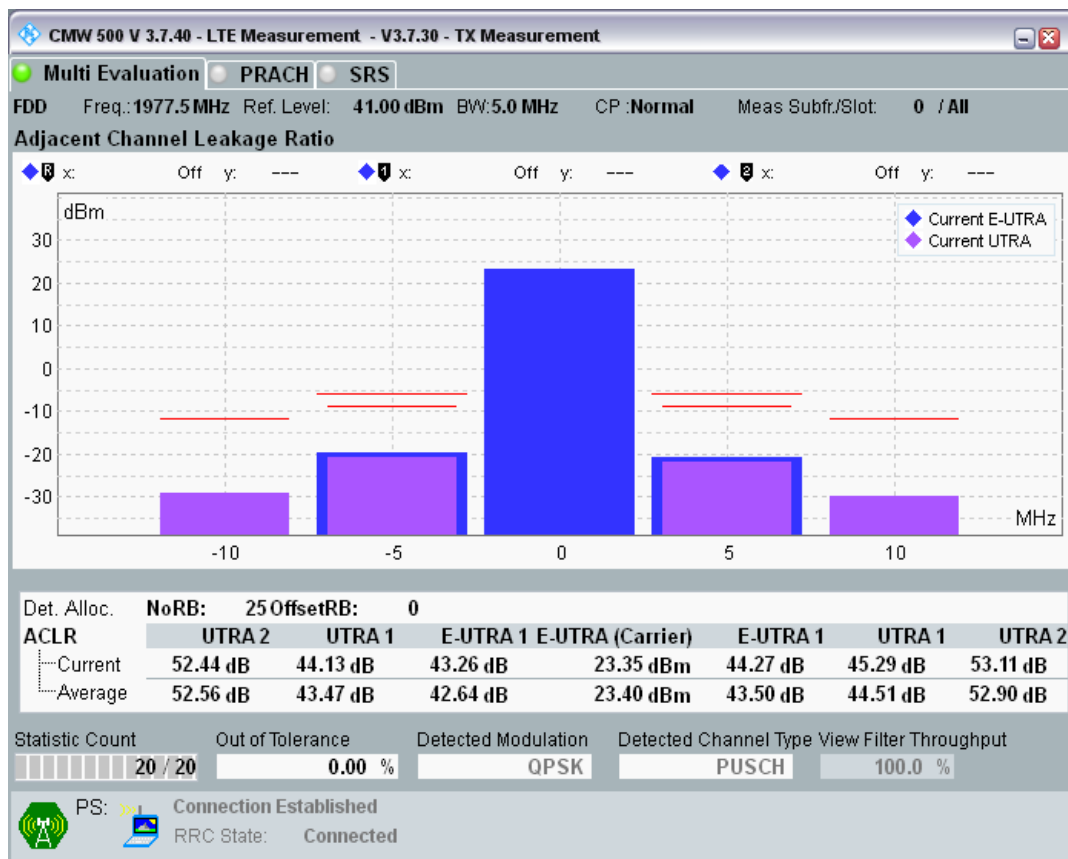 CMW 500 V 3.7.40 - LTE Measurement - V3.7.30 - TX Measurement
Multi Evaluation PRACH SRS
FDD Freq.:1977.5 MHz Ref. Level: 41.00 dBm BW:5.0 MHz CP :Normal Meas Subfr./Slot: 0 / All
Adjacent Channel Leakage Ratio
R x: Off y: --- 1 x: Off y: --- 2 x: Off y: ---
dBm
Current E-UTRA
Current UTRA
30
20
10
0
-10
-20
-30
MHz
-10 -5 0 5 10
Det. Alloc. NoRB: 25 OffsetRB: 0
ACLR UTRA 2 UTRA 1 E-UTRA 1 E-UTRA (Carrier) E-UTRA 1 UTRA 1 UTRA 2
Current 52.44 dB 44.13 dB 43.26 dB 23.35 dBm 44.27 dB 45.29 dB 53.11 dB
Average 52.56 dB 43.47 dB 42.64 dB 23.40 dBm 43.50 dB 44.51 dB 52.90 dB
Statistic Count Out of Tolerance Detected Modulation Detected Channel Type View Filter Throughput
20 / 20 0.00 % QPSK PUSCH 100.0 %
PS: Connection Established
RRC State: Connected